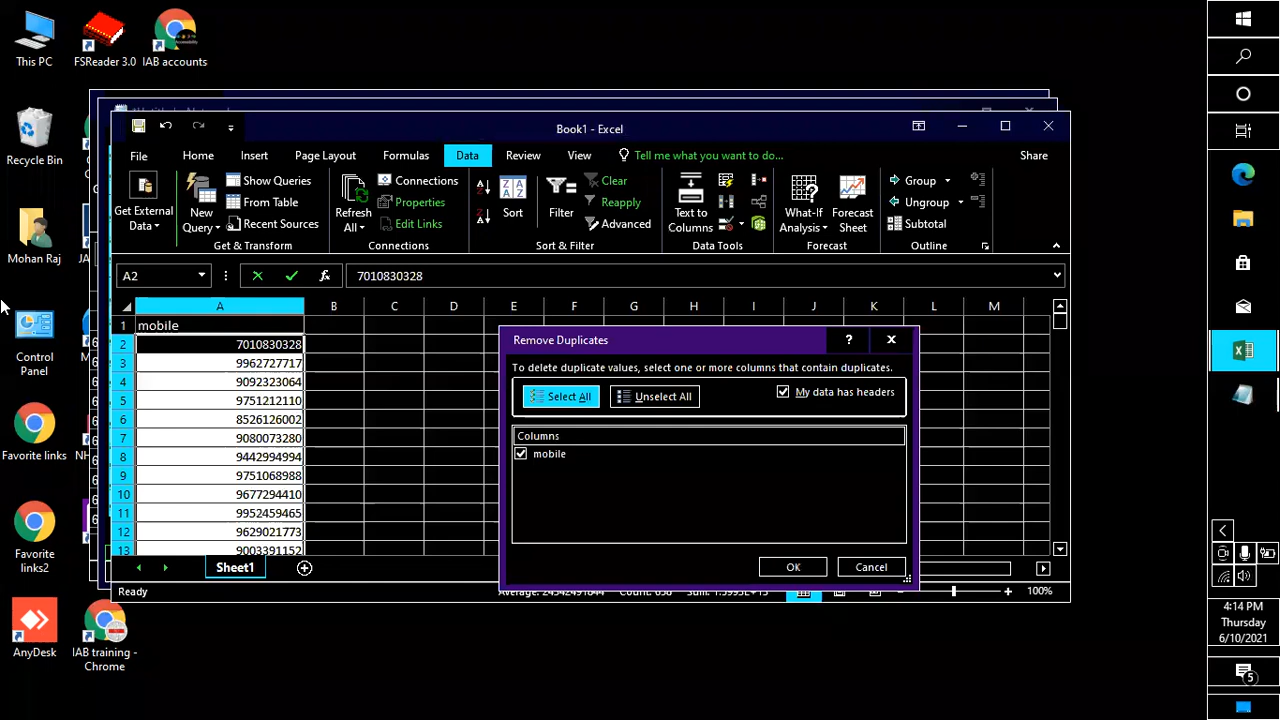 This PC
FSReader 3.0
IAB accounts
Recycle Bin
Mohan Raj
Control
Panel
Favorite links
Favorite
links2
AnyDesk
IAB training -
Chrome
Book1 - Excel
File
Home
Insert
Page Layout
Formulas
Data
Review
View
Tell me what you want to do...
Share
Get External
Data
New
Query
Show Queries
From Table
Recent Sources
Get & Transform
Refresh
All
Connections
Properties
Edit Links
Connections
Sort
Filter
Clear
Reapply
Advanced
Sort & Filter
Text to
Columns
Data Tools
What-If
Analysis
Forecast
Sheet
Forecast
Group
Ungroup
Subtotal
Outline
A2
fx
7010830328
A B C D E F G H I J K L M
1 mobile
2 7010830328
3 9962727717
4 9092323064
5 9751212110
6 8526126002
7 9080073280
8 9442994994
9 9751068988
10 9677294410
11 9952459465
12 9629021773
13 9003391152
Remove Duplicates
?
To delete duplicate values, select one or more columns that contain duplicates.
Select All
Unselect All
My data has headers
Columns
mobile
OK
Cancel
Sheet1
Ready
100%
4:14 PM
Thursday
6/10/2021
5